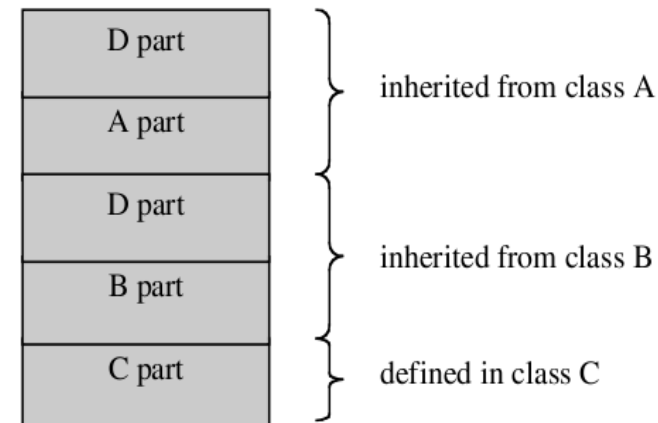 D part
inherited from class A
A part
D part
inherited from class B
B part
C part
defined in class C